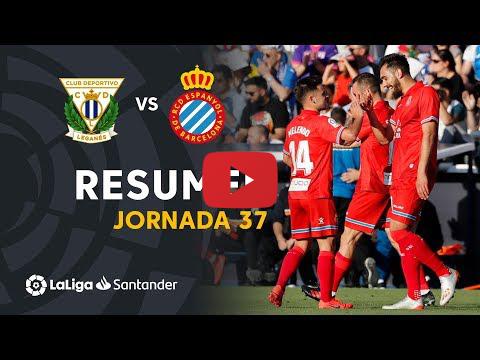 CLUB DEPORTIVO
C D
LEGANÉS
VS
RCD ESPANYOL
DE BARCELONA
RESUME
JORNADA 37
MELENDO
14
LaLiga Santander